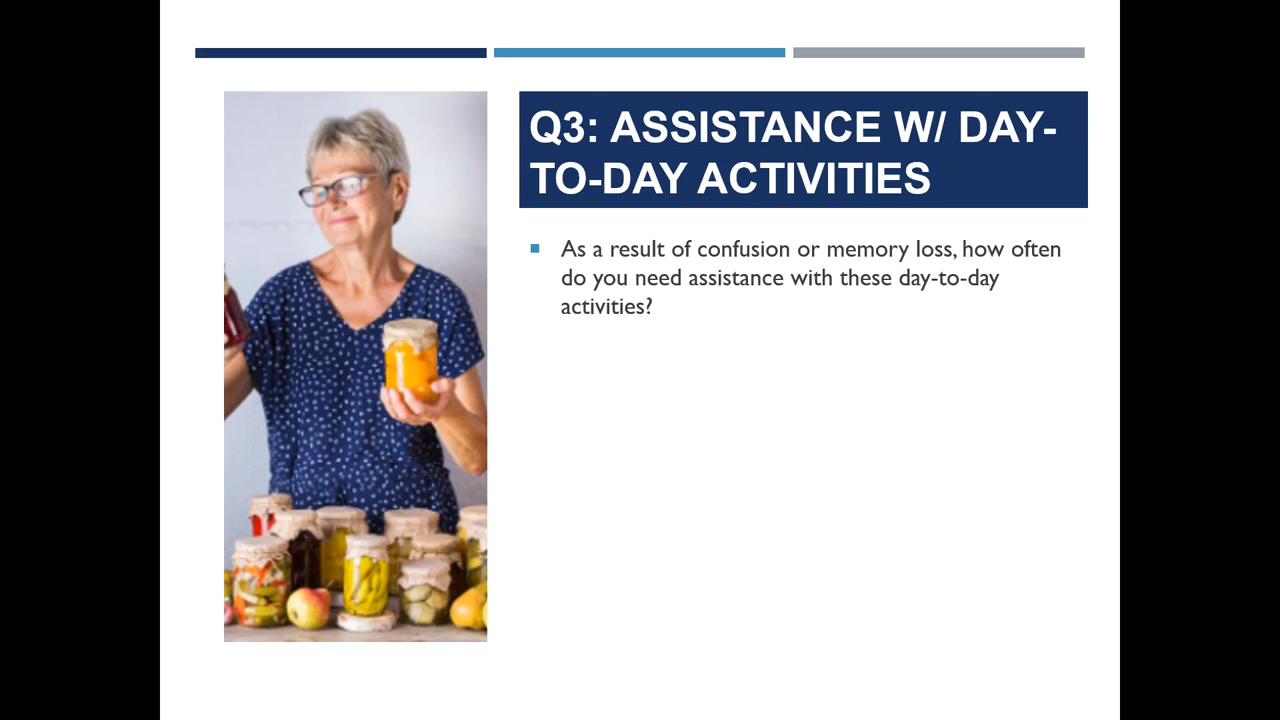 Q3: ASSISTANCE W/ DAY-
TO-DAY ACTIVITIES
As a result of confusion or memory loss, how often
do you need assistance with these day-to-day
activities?